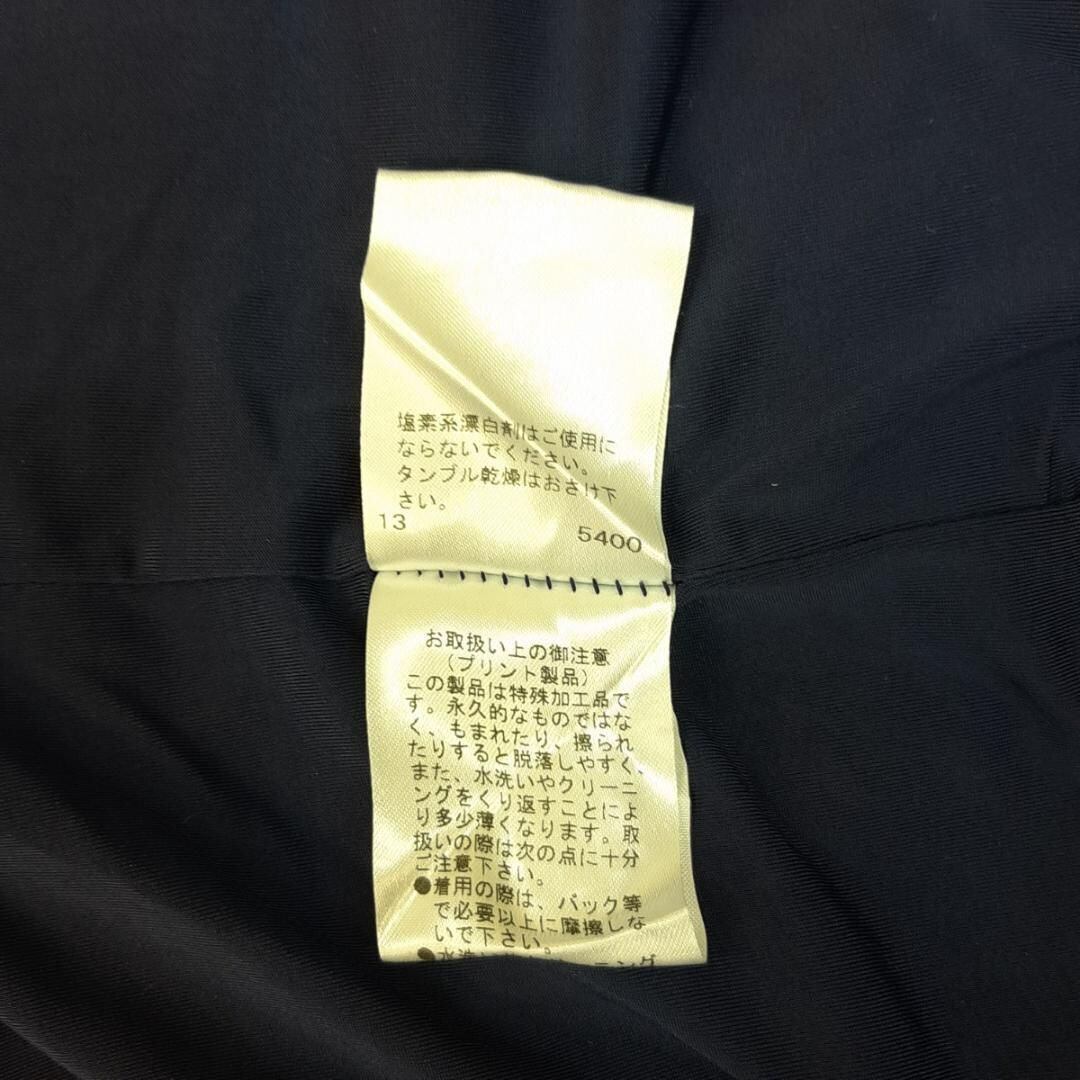 塩素系漂白剤はご使用に
ならないでください。
タンブル乾燥はおさけ下
さい。
13
5400
お取扱い上の御注意
(プリント製品)
この製品は特殊加工品で
す。永久的なものではな
く、もまれたり、擦られ
たりすると脱落しやすく、
また、水洗いやクリーニ
ングをくり返すことによ
り多少薄くなります。取
扱いの際は次の点に十分
ご注意下さい。
●着用の際は、バック等
で必要以上に摩擦しな
いで下さい。
●水洗